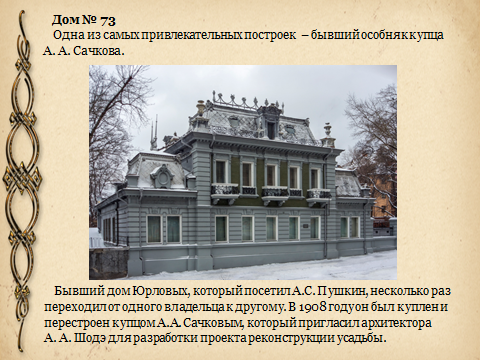 Дом № 73
Одна из самых привлекательных построек – бывший особняк купца
А. А. Сачкова.
Бывший дом Юрловых, который посетил А.С. Пушкин, несколько раз
переходил от одного владельца к другому. В 1908 году он был куплен и
перестроен купцом А.А. Сачковым, который пригласил архитектора
А. А. Шодэ для разработки проекта реконструкции усадьбы.